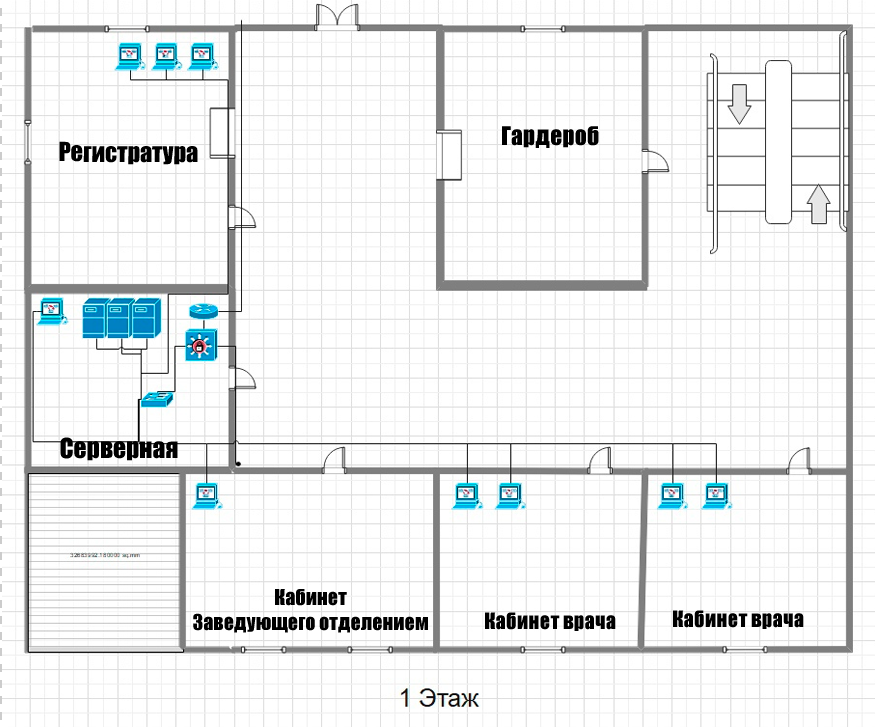 Регистратура
Гардероб
Серверная
Кабинет
Заведующего отделением
Кабинет врача
Кабинет врача
1 Этаж